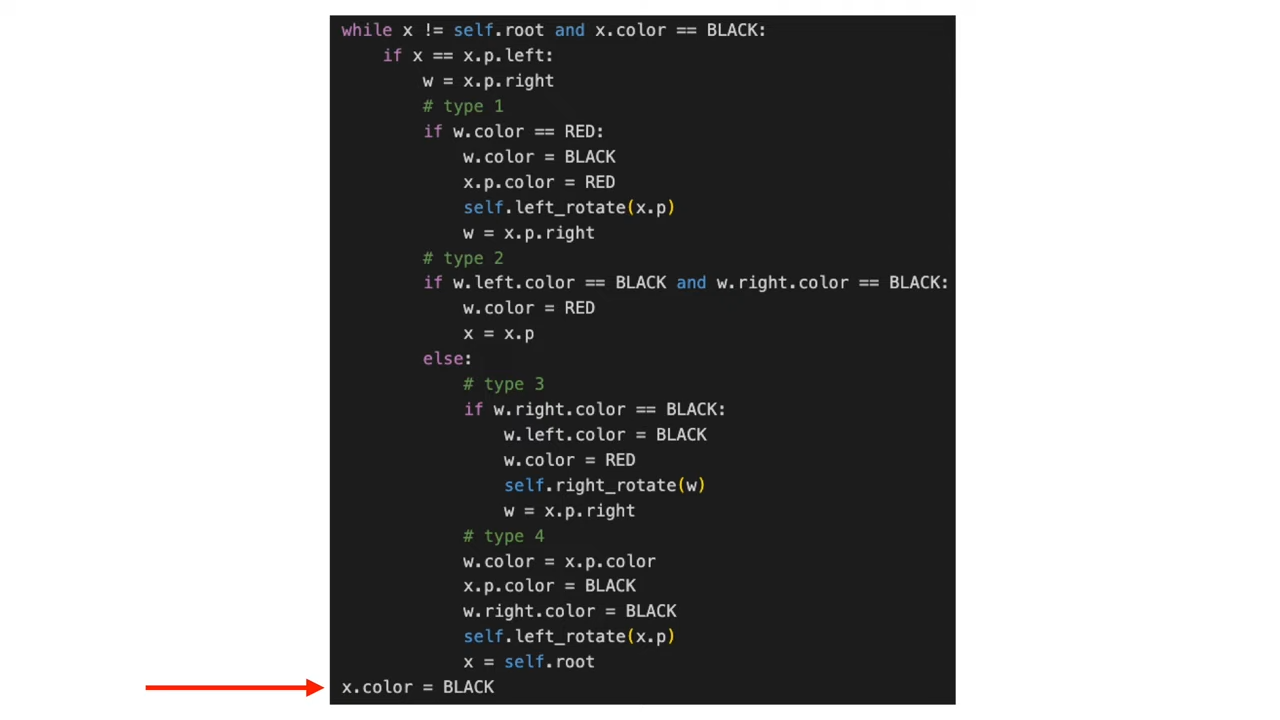 while x != self.root and x.color == BLACK:
    if x == x.p.left:
        w = x.p.right
        # type 1
        if w.color == RED:
            w.color = BLACK
            x.p.color = RED
            self.left_rotate(x.p)
            w = x.p.right
        # type 2
        if w.left.color == BLACK and w.right.color == BLACK:
            w.color = RED
            x = x.p
        else:
            # type 3
            if w.right.color == BLACK:
                w.left.color = BLACK
                w.color = RED
                self.right_rotate(w)
                w = x.p.right
            # type 4
            w.color = x.p.color
            x.p.color = BLACK
            w.right.color = BLACK
            self.left_rotate(x.p)
            x = self.root
x.color = BLACK